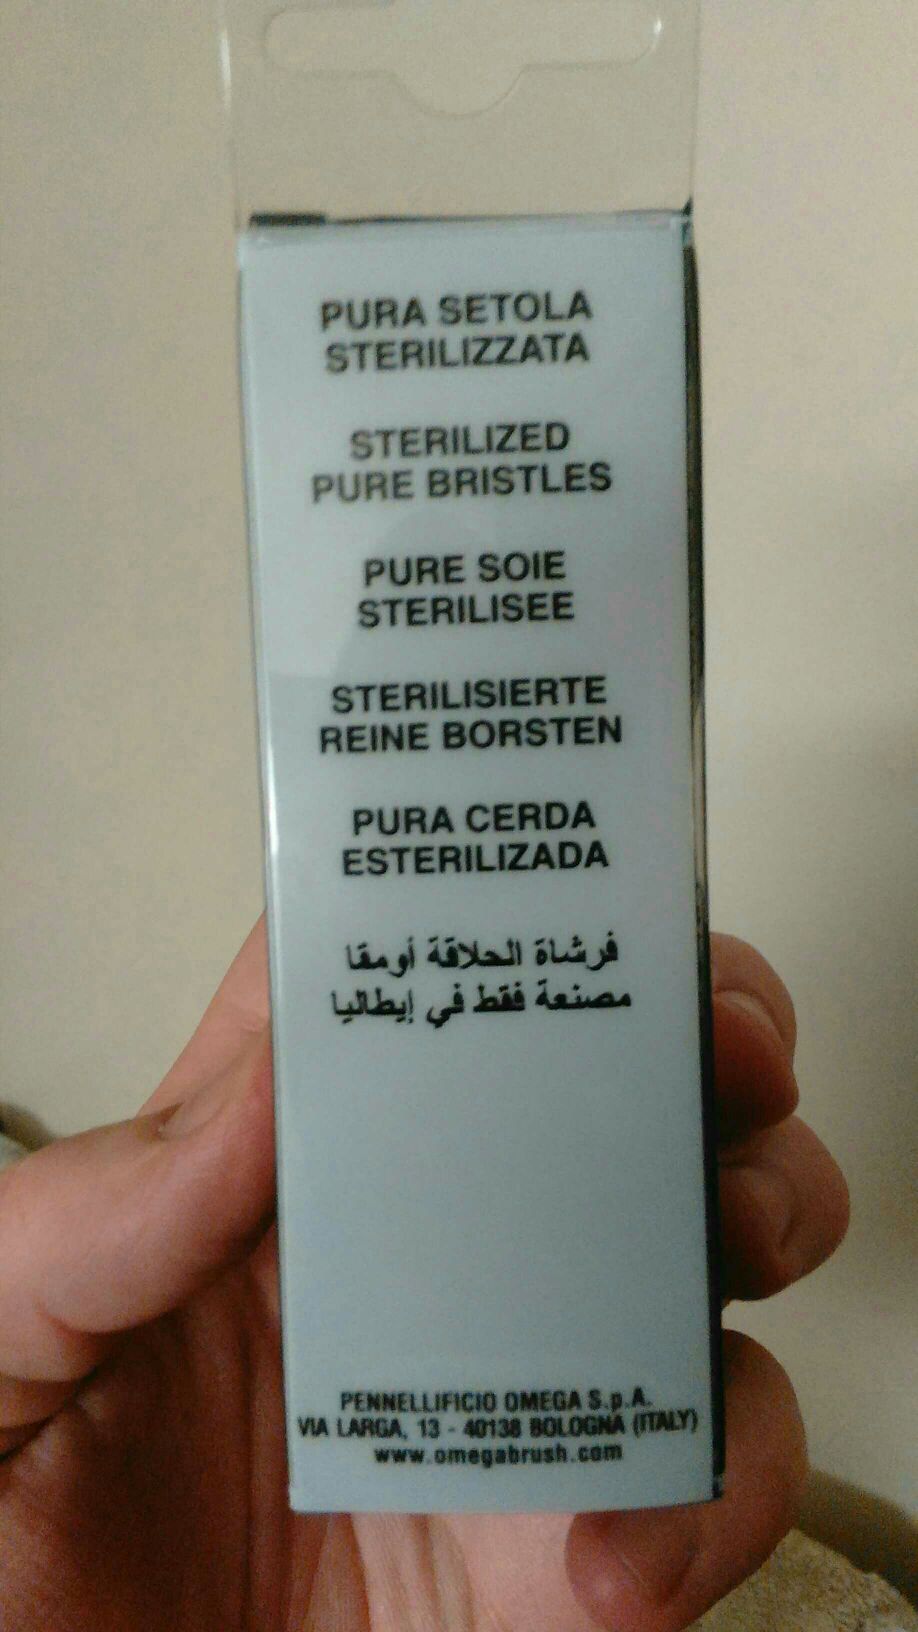 PURA SETOLA
STERILIZZATA
STERILIZED
PURE BRISTLES
PURE SOIE
STERILISEE
STERILISIERTE
REINE BORSTEN
PURA CERDA
ESTERILIZADA
فرشاة الحلاقة أومقا
مصنعة فقط في إيطاليا
PENNELLIFICIO OMEGA S.p.A.
VIA LARGA, 13 - 40138 BOLOGNA (ITALY)
www.omegabrush.com